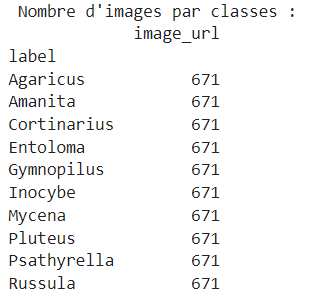 Nombre d'images par classes :
image_url
label
Agaricus 671
Amanita 671
Cortinarius 671
Entoloma 671
Gymnopilus 671
Inocybe 671
Mycena 671
Pluteus 671
Psathyrella 671
Russula 671